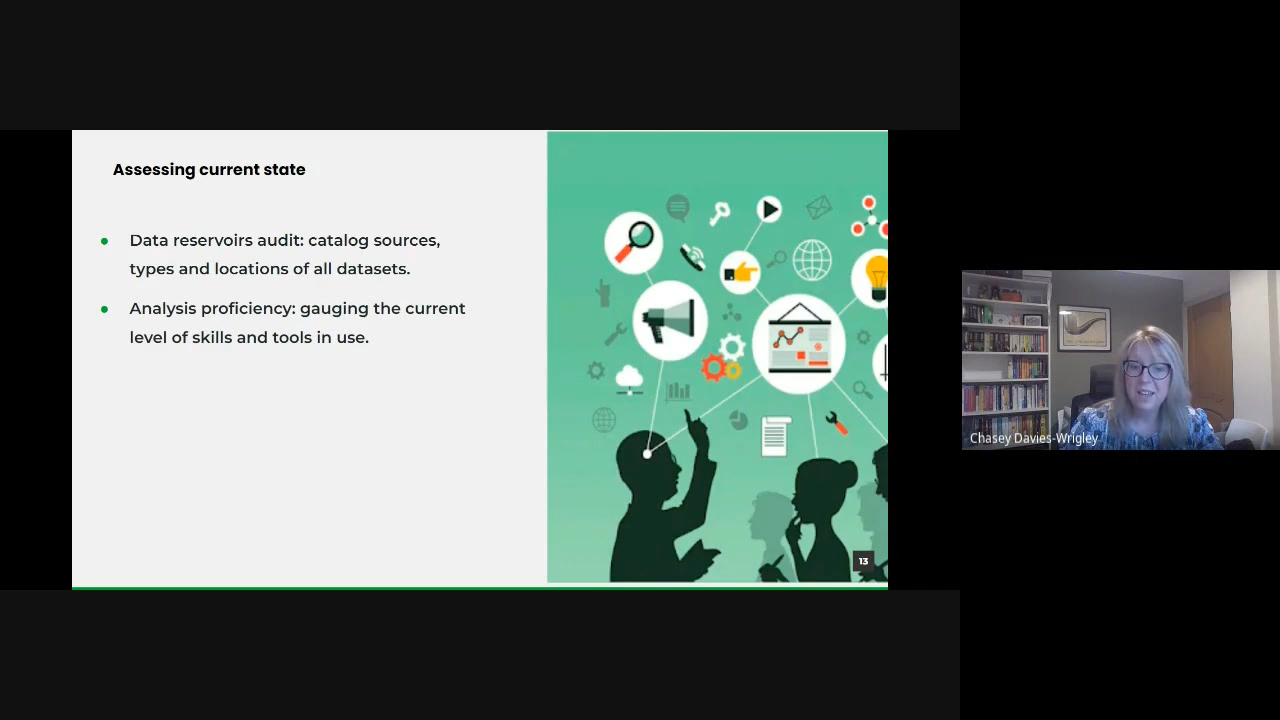 Assessing current state
Data reservoirs audit: catalog sources,
types and locations of all datasets.
Analysis proficiency: gauging the current
level of skills and tools in use.
13
Chasey Davies-Wrigley